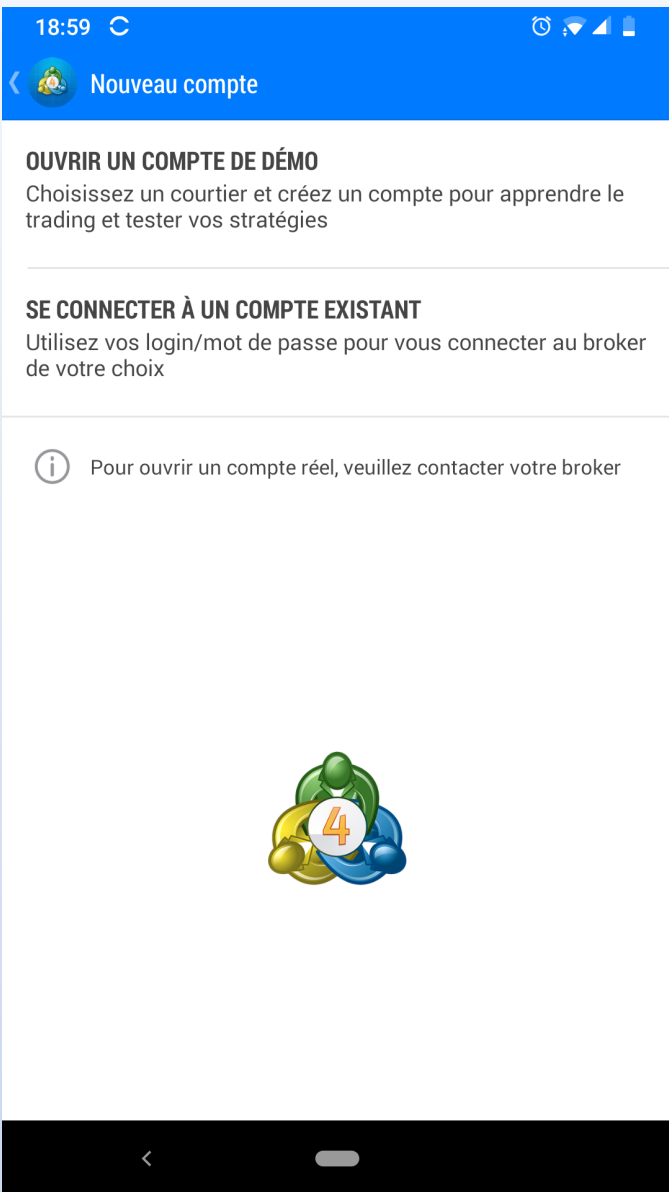 18:59
Nouveau compte
OUVRIR UN COMPTE DE DÉMO
Choisissez un courtier et créez un compte pour apprendre le
trading et tester vos stratégies
SE CONNECTER À UN COMPTE EXISTANT
Utilisez vos login/mot de passe pour vous connecter au broker
de votre choix
Pour ouvrir un compte réel, veuillez contacter votre broker
4